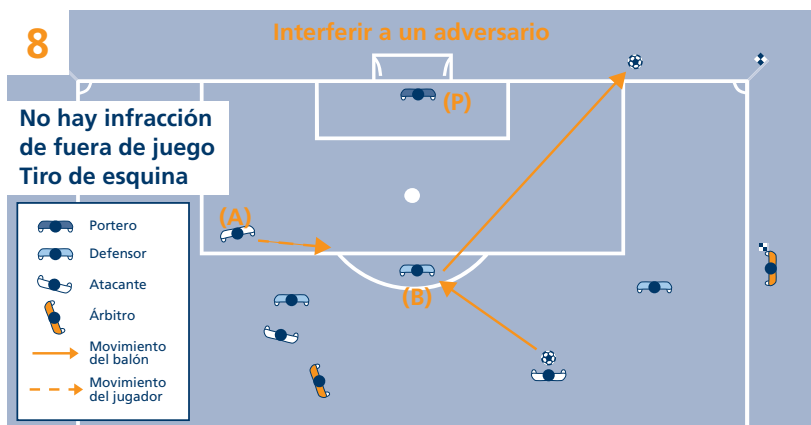 8
Interferir a un adversario
No hay infracción
de fuera de juego
Tiro de esquina
(P)
(A)
(B)
Portero
Defensor
Atacante
Árbitro
Movimiento
del balón
Movimiento
del jugador